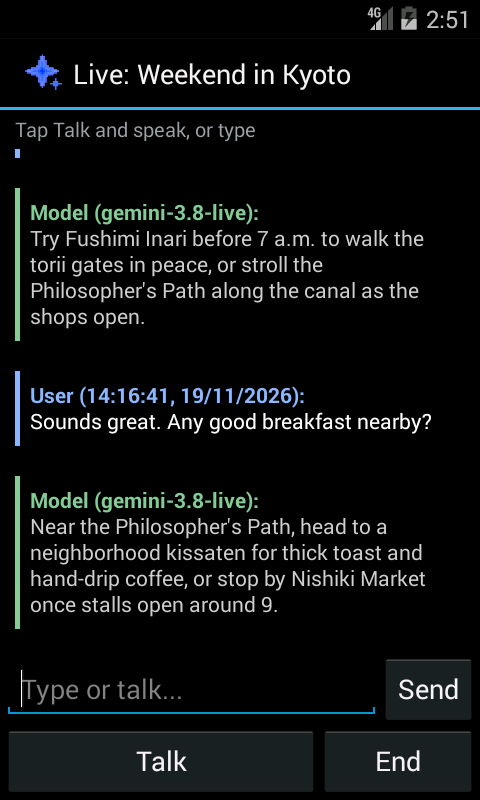 4G 2:51
Live: Weekend in Kyoto
Tap Talk and speak, or type
Model (gemini-3.8-live):
Try Fushimi Inari before 7 a.m. to walk the
torii gates in peace, or stroll the
Philosopher's Path along the canal as the
shops open.
User (14:16:41, 19/11/2026):
Sounds great. Any good breakfast nearby?
Model (gemini-3.8-live):
Near the Philosopher's Path, head to a
neighborhood kissaten for thick toast and
hand-drip coffee, or stop by Nishiki Market
once stalls open around 9.
Type or talk...
Send
Talk
End